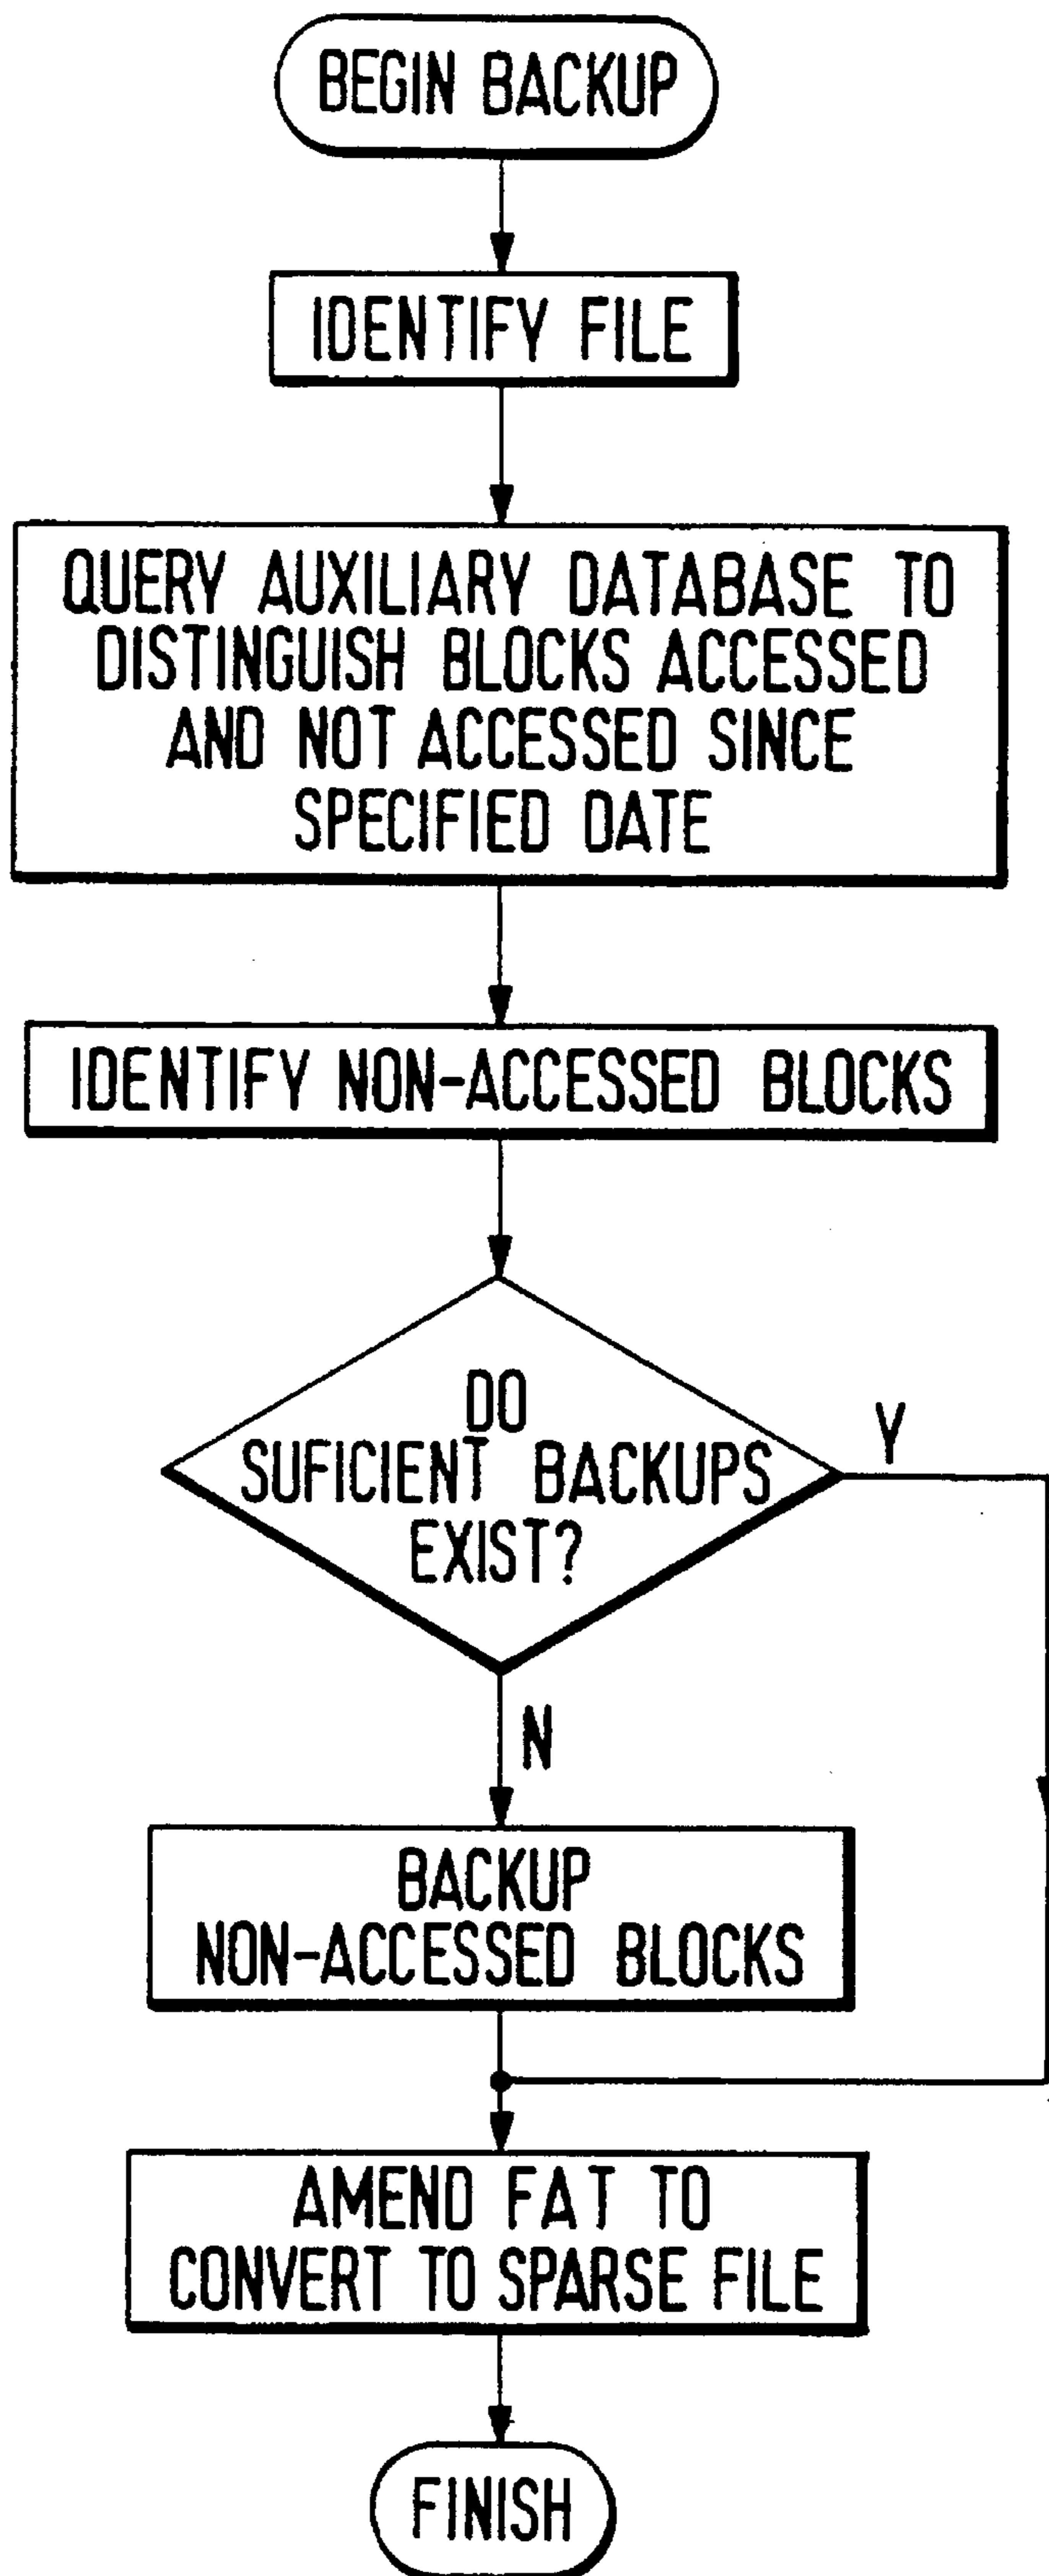 BEGIN BACKUP
IDENTIFY FILE
QUERY AUXILIARY DATABASE TO
DISTINGUISH BLOCKS ACCESSED
AND NOT ACCESSED SINCE
SPECIFIED DATE
IDENTIFY NON-ACCESSED BLOCKS
DO
SUFICIENT BACKUPS
EXIST?
Y
N
BACKUP
NON-ACCESSED BLOCKS
AMEND FAT TO
CONVERT TO SPARSE FILE
FINISH